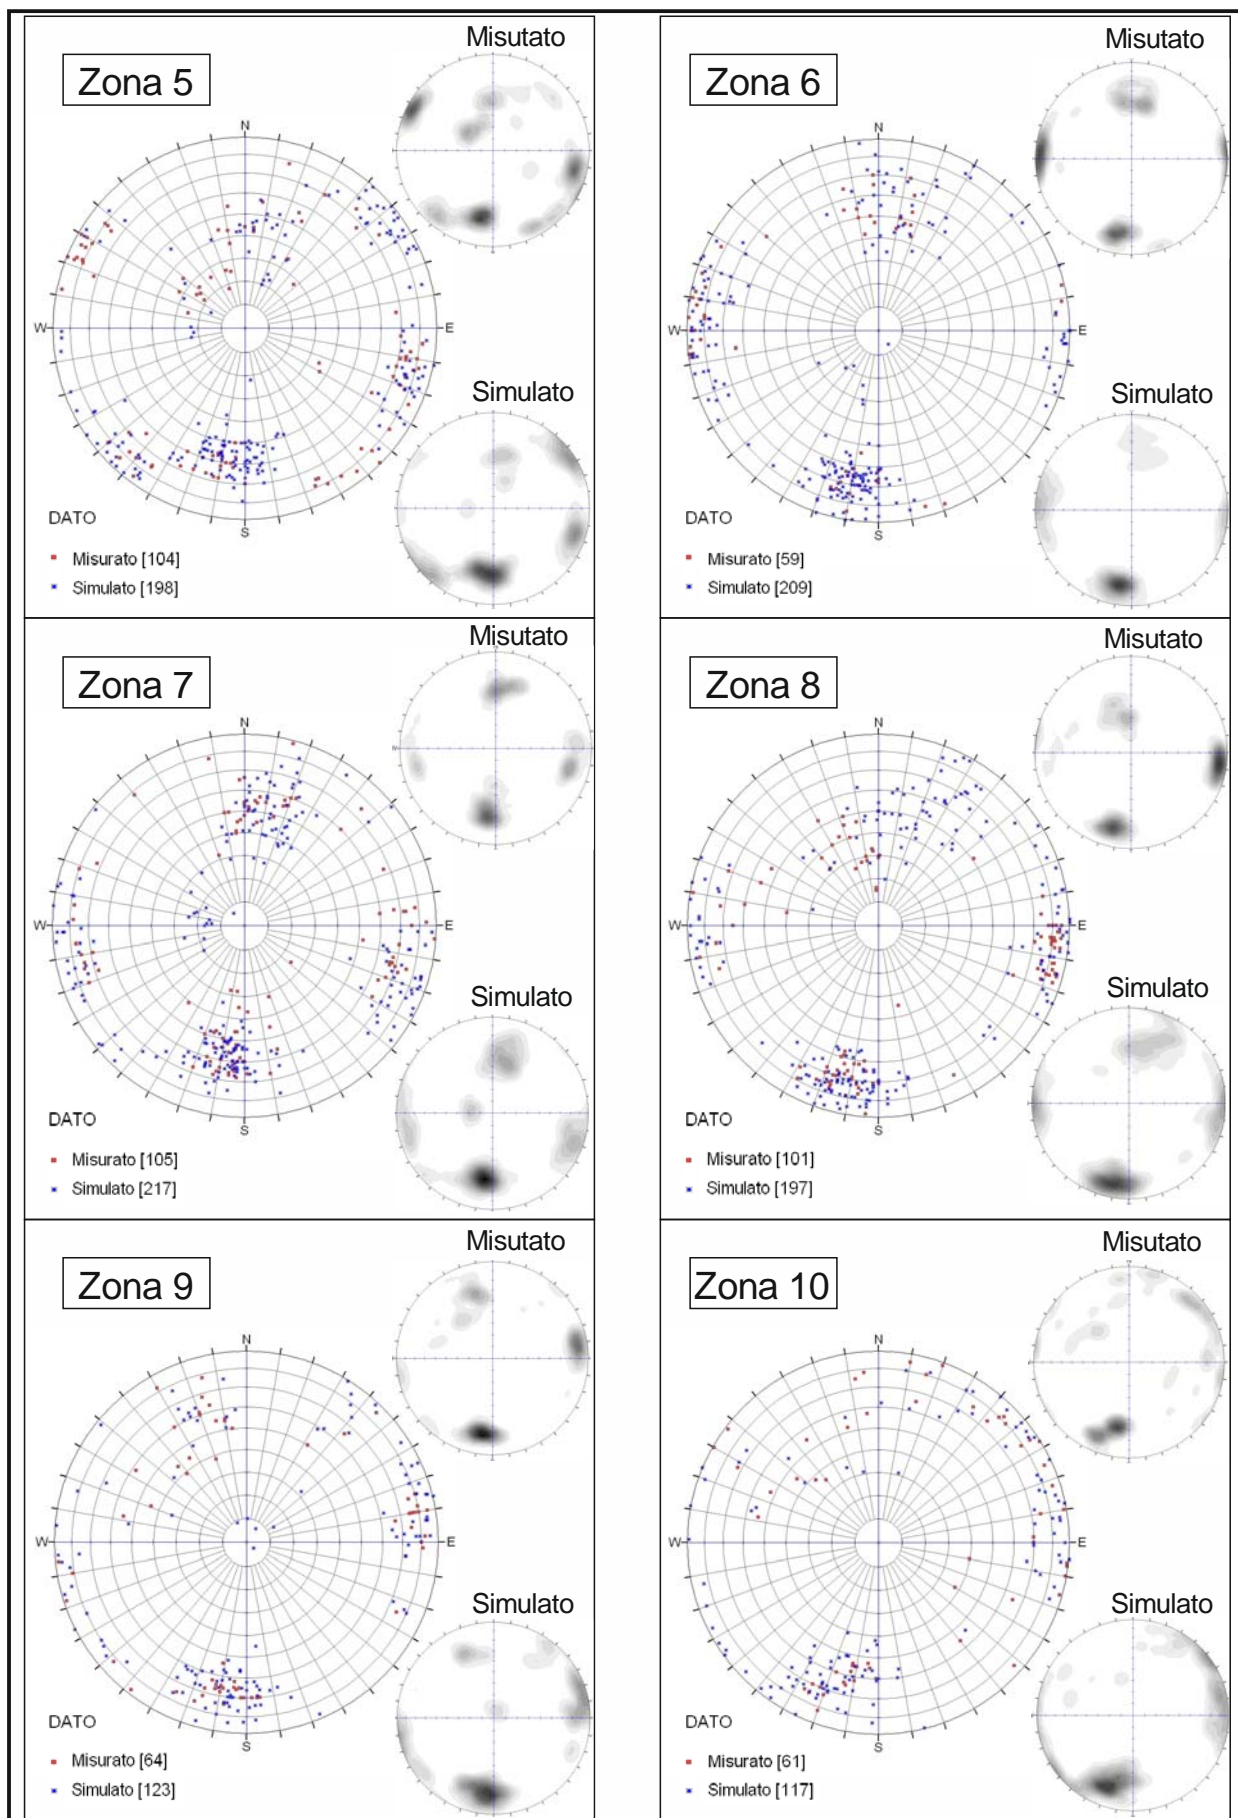 Misutato
Zona 5
N
W
E
Simulato
DATO
S
Misurato [104]
Simulato [198]
Misutato
Zona 6
N
W
E
Simulato
DATO
S
Misurato [59]
Simulato [209]
Misutato
Zona 7
N
W
E
Simulato
DATO
S
Misurato [105]
Simulato [217]
Misutato
Zona 8
N
W
E
Simulato
DATO
S
Misurato [101]
Simulato [197]
Misutato
Zona 9
N
W
E
Simulato
DATO
S
Misurato [64]
Simulato [123]
Misutato
Zona 10
N
W
E
Simulato
DATO
S
Misurato [61]
Simulato [117]